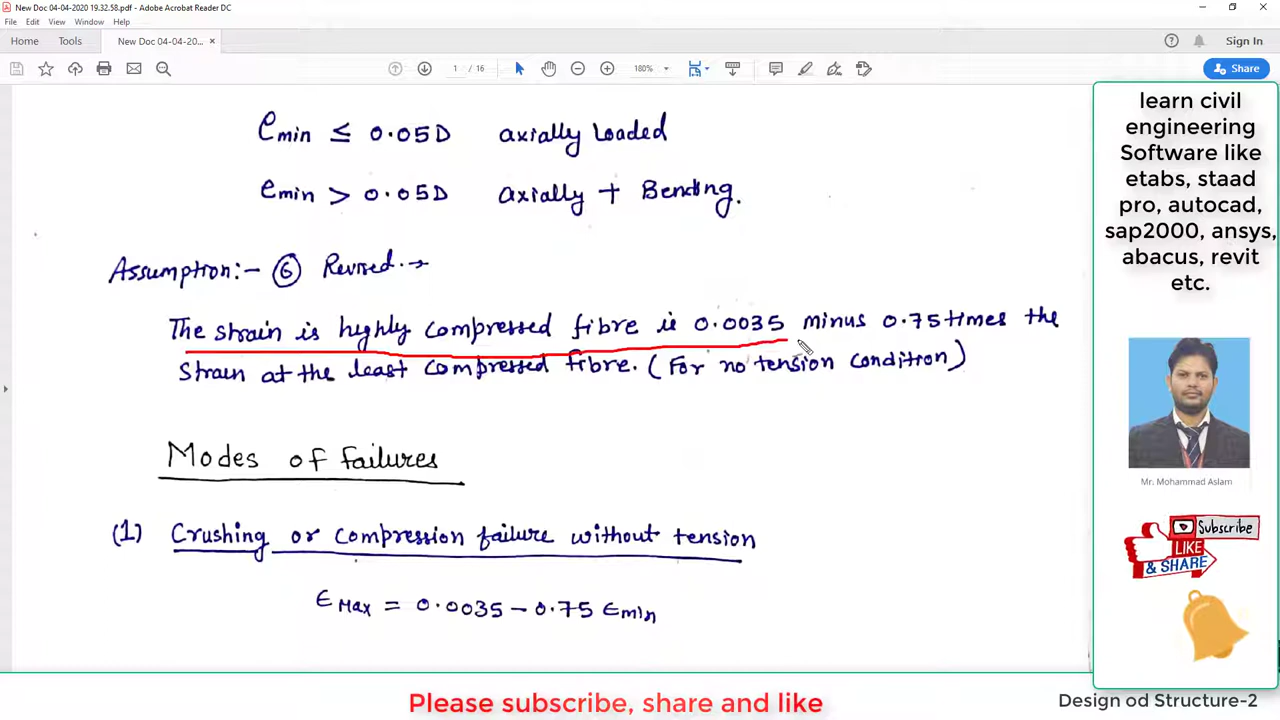 New Doc 04-04-2020 19.32.58.pdf - Adobe Acrobat Reader DC
File Edit View Window Help
Home Tools New Doc 04-04-20... × Sign In
1 / 16 180% Share
emin ≤ 0.05D axially Loaded
emin > 0.05D axially + Bending.
Assumption:- ⑥ Revised.→
The strain is highly compressed fibre is 0.0035 minus 0.75 times the
strain at the least compressed fibre. (For no tension condition)
Modes of failures
(1) Crushing or compression failure without tension
ϵMax = 0.0035 - 0.75 ϵmin
learn civil
engineering
Software like
etabs, staad
pro, autocad,
sap2000, ansys,
abacus, revit
etc.
Mr. Mohammad Aslam
Subscribe
LIKE
& SHARE
Please subscribe, share and like
Design od Structure-2